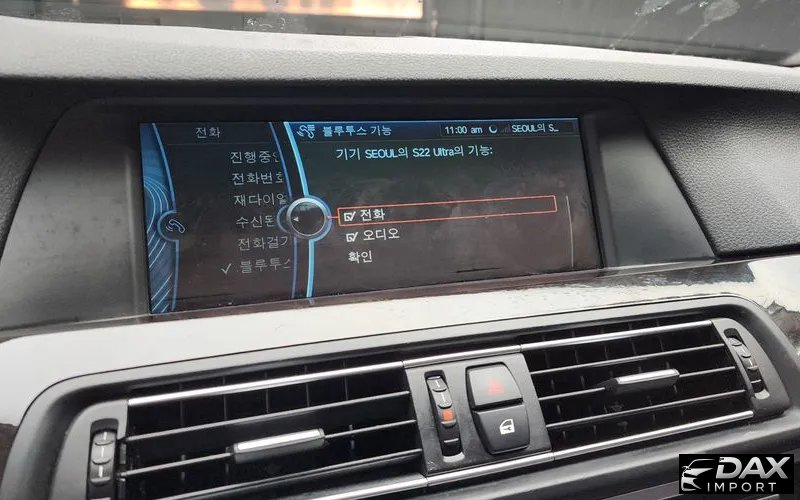 전화
진행중인
전화번호
재다이얼
수신된
전화걸기
✓ 블루투스
블루투스 기능
11:00 am
SEOUL의 S...
기기 SEOUL의 S22 Ultra의 기능:
☑ 전화
☑ 오디오
확인
DAX
IMPORT